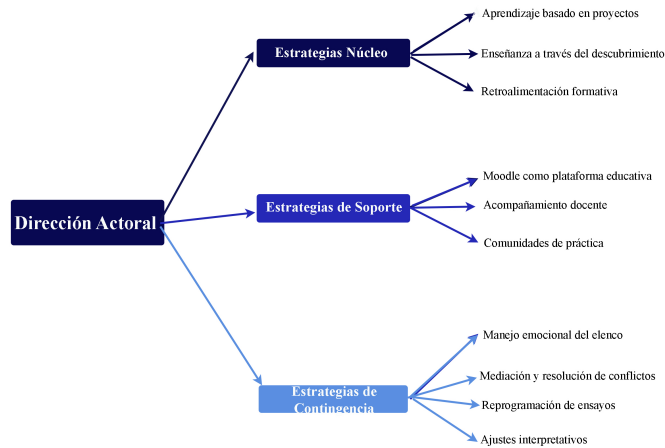 Dirección Actoral
Estrategias Núcleo
Aprendizaje basado en proyectos
Enseñanza a través del descubrimiento
Retroalimentación formativa
Estrategias de Soporte
Moodle como plataforma educativa
Acompañamiento docente
Comunidades de práctica
Estrategias de
Contingencia
Manejo emocional del elenco
Mediación y resolución de conflictos
Reprogramación de ensayos
Ajustes interpretativos